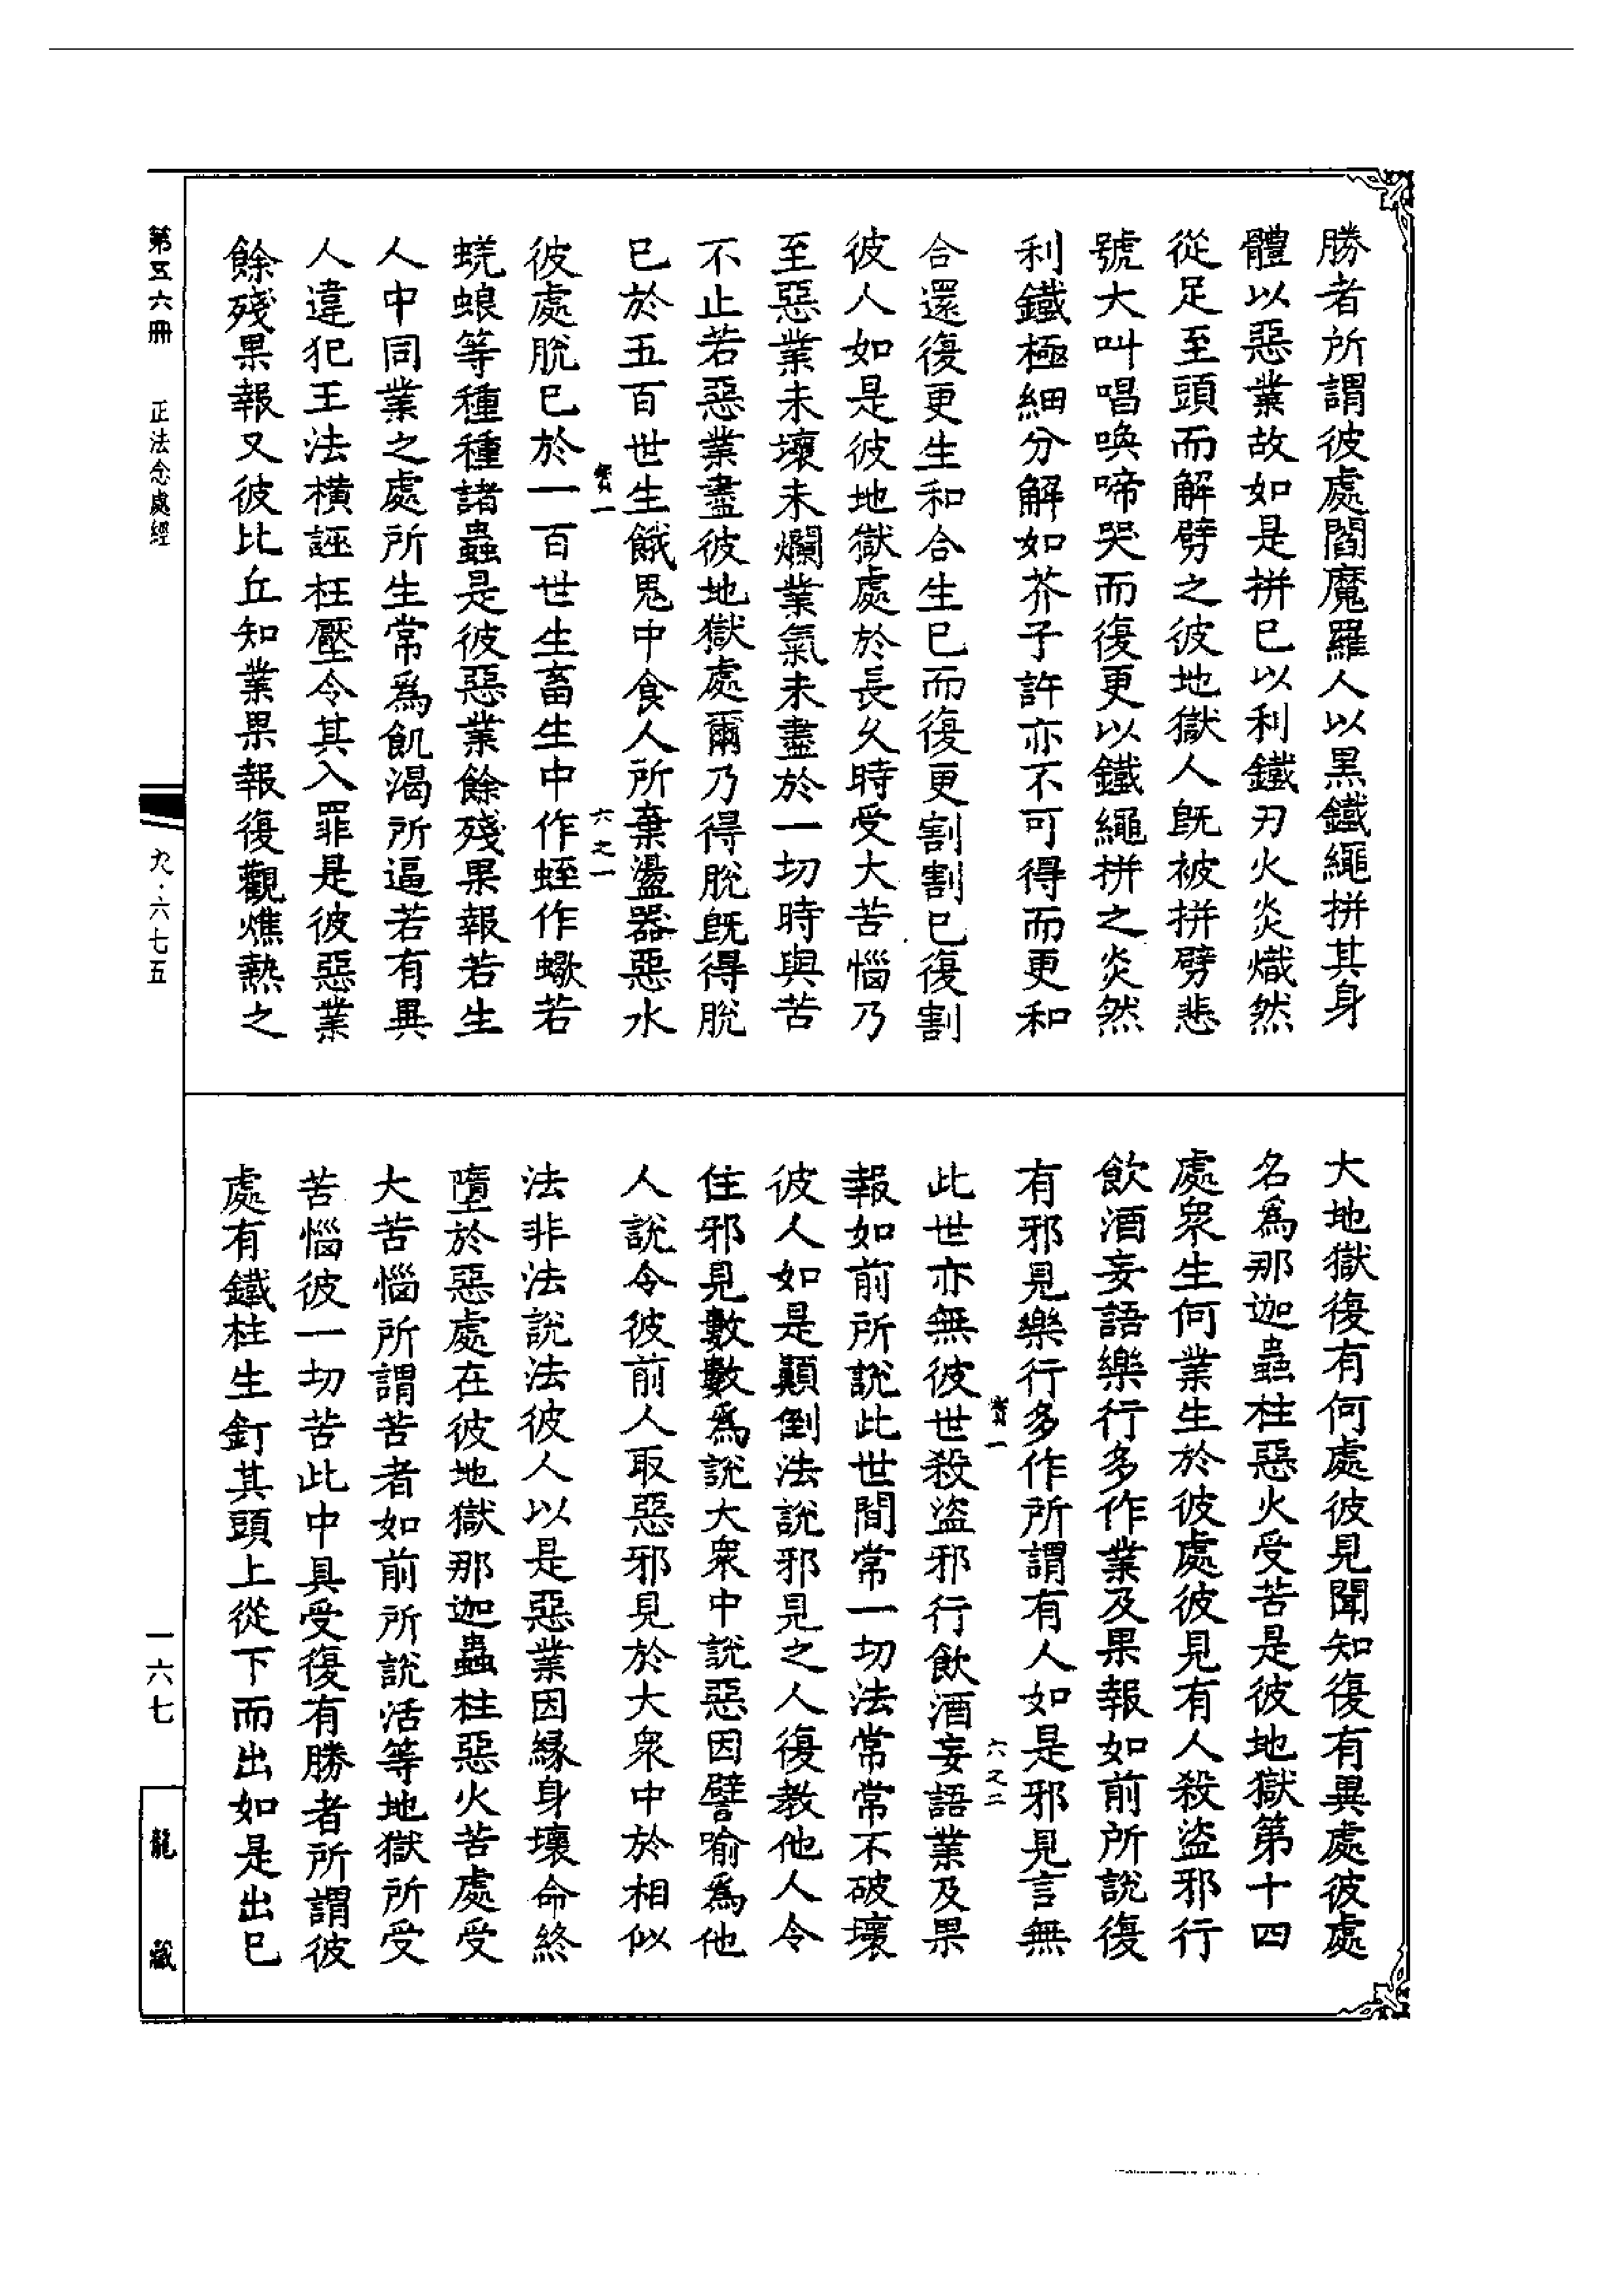 勝者所謂彼處閻魔羅人以黑鐵繩拼其身
體以惡業故如是拼已以利鐵刃火炎熾然
從足至頭而解劈之彼地獄人旣被拼劈悲
號大叫唱喚啼哭而復更以鐵繩拼之炎然
利鐵極細分解如芥子許亦不可得而更和
合還復更生和合生已而復更割割已復割
彼人如是彼地獄處於長久時受大苦惱乃
至惡業未壞未爛業氣未盡於一切時與苦
不止若惡業盡彼地獄處爾乃得脫旣得脫
已於五百世生餓鬼中食人所棄盪器惡水
六之一
彼處脫已於一百世生畜生中作蛭作蠍若
蜣蜋等種種諸蟲是彼惡業餘殘果報若生
人中同業之處所生常爲飢渴所逼若有異
人違犯王法橫誣枉壓令其入罪是彼惡業
餘殘果報又彼比丘知業果報復觀燋熱之
大地獄復有何處彼見聞知復有異處彼處
名爲那迦蟲柱惡火受苦是彼地獄第十四
處衆生何業生於彼處彼見有人殺盜邪行
飲酒妄語樂行多作業及果報如前所說復
有邪見樂行多作所謂有人如是邪見言無
六之二
此世亦無彼世殺盜邪行飲酒妄語業及果
報如前所說此世間常一切法常常不破壞
彼人如是顛倒法說邪見之人復教他人令
住邪見數數爲說大衆中說惡因譬喻爲他
人說令彼前人取惡邪見於大衆中於相似
法非法說法彼人以是惡業因緣身壞命終
墮於惡處在彼地獄那迦蟲柱惡火苦處受
大苦惱所謂苦者如前所說活等地獄所受
苦惱彼一切苦此中具受復有勝者所謂彼
處有鐵柱生釘其頭上從下而出如是出已
第五六冊 正法念處經 九·六七五 一六七 龍藏